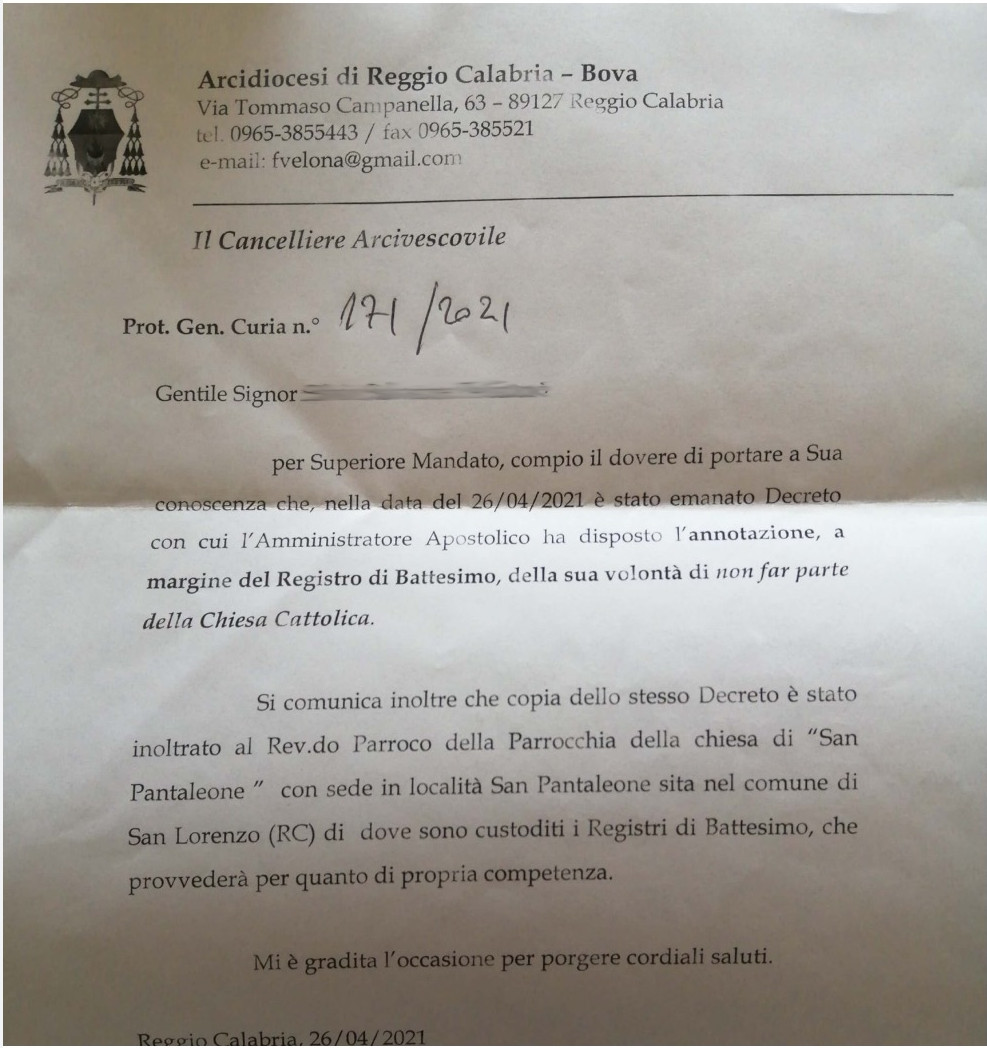 Arcidiocesi di Reggio Calabria – Bova
Via Tommaso Campanella, 63 – 89127 Reggio Calabria
tel. 0965-3855443 / fax 0965-385521
e-mail: fvelona@gmail.com
Il Cancelliere Arcivescovile
Prot. Gen. Curia n.° 171/2021
Gentile Signor
per Superiore Mandato, compio il dovere di portare a Sua
conoscenza che, nella data del 26/04/2021 è stato emanato Decreto
con cui l'Amministratore Apostolico ha disposto l'annotazione, a
margine del Registro di Battesimo, della sua volontà di non far parte
della Chiesa Cattolica.
Si comunica inoltre che copia dello stesso Decreto è stato
inoltrato al Rev.do Parroco della Parrocchia della chiesa di "San
Pantaleone " con sede in località San Pantaleone sita nel comune di
San Lorenzo (RC) di dove sono custoditi i Registri di Battesimo, che
provvederà per quanto di propria competenza.
Mi è gradita l'occasione per porgere cordiali saluti.
Reggio Calabria, 26/04/2021